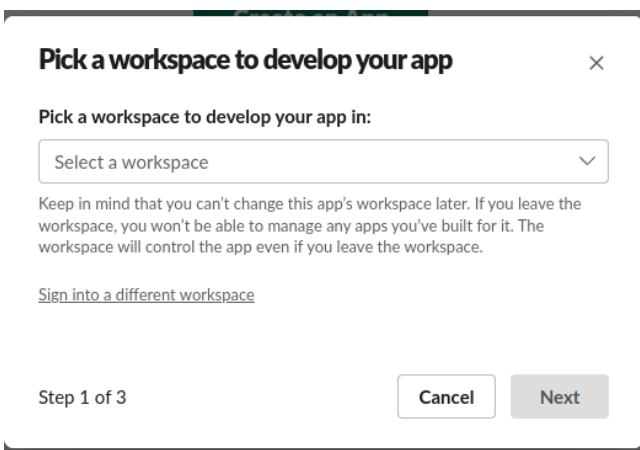 Create an App
Pick a workspace to develop your app
Pick a workspace to develop your app in:
Select a workspace
Keep in mind that you can't change this app's workspace later. If you leave the
workspace, you won't be able to manage any apps you've built for it. The
workspace will control the app even if you leave the workspace.
Sign into a different workspace
Step 1 of 3
Cancel
Next